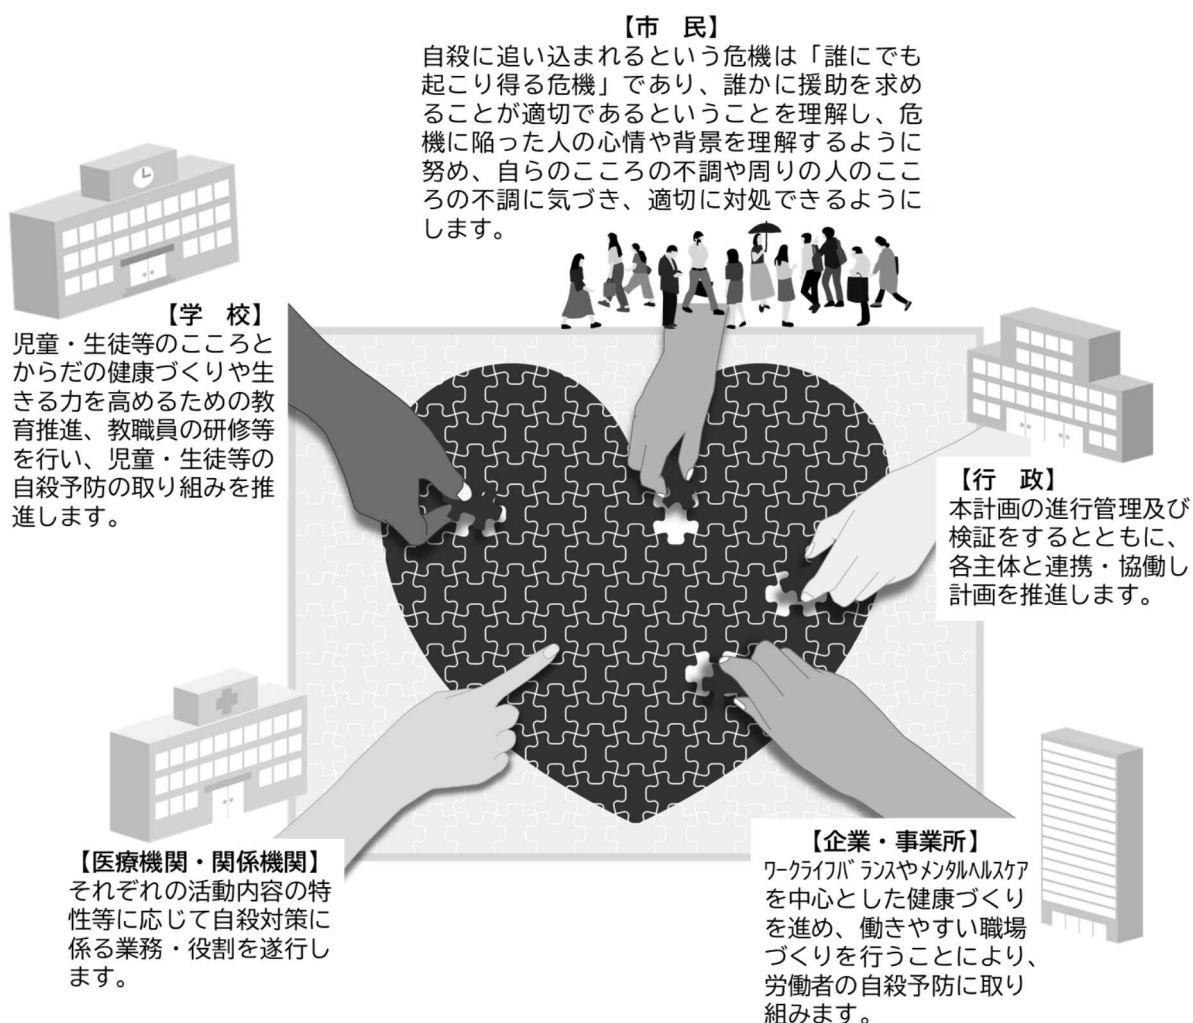 【市　民】
自殺に追い込まれるという危機は「誰にでも
起こり得る危機」であり、誰かに援助を求め
ることが適切であるということを理解し、危
機に陥った人の心情や背景を理解するように
努め、自らのこころの不調や周りの人のここ
ろの不調に気づき、適切に対処できるように
します。
【学　校】
児童・生徒等のこころと
からだの健康づくりや生
きる力を高めるための教
育推進、教職員の研修等
を行い、児童・生徒等の
自殺予防の取り組みを推
進します。
【行　政】
本計画の進行管理及び
検証をするとともに、
各主体と連携・協働し
計画を推進します。
【医療機関・関係機関】
それぞれの活動内容の特
性等に応じて自殺対策に
係る業務・役割を遂行し
ます。
【企業・事業所】
ﾜｰｸﾗｲﾌﾊﾞﾗﾝｽやﾒﾝﾀﾙﾍﾙｽｹｱ
を中心とした健康づくり
を進め、働きやすい職場
づくりを行うことにより、
労働者の自殺予防に取り
組みます。